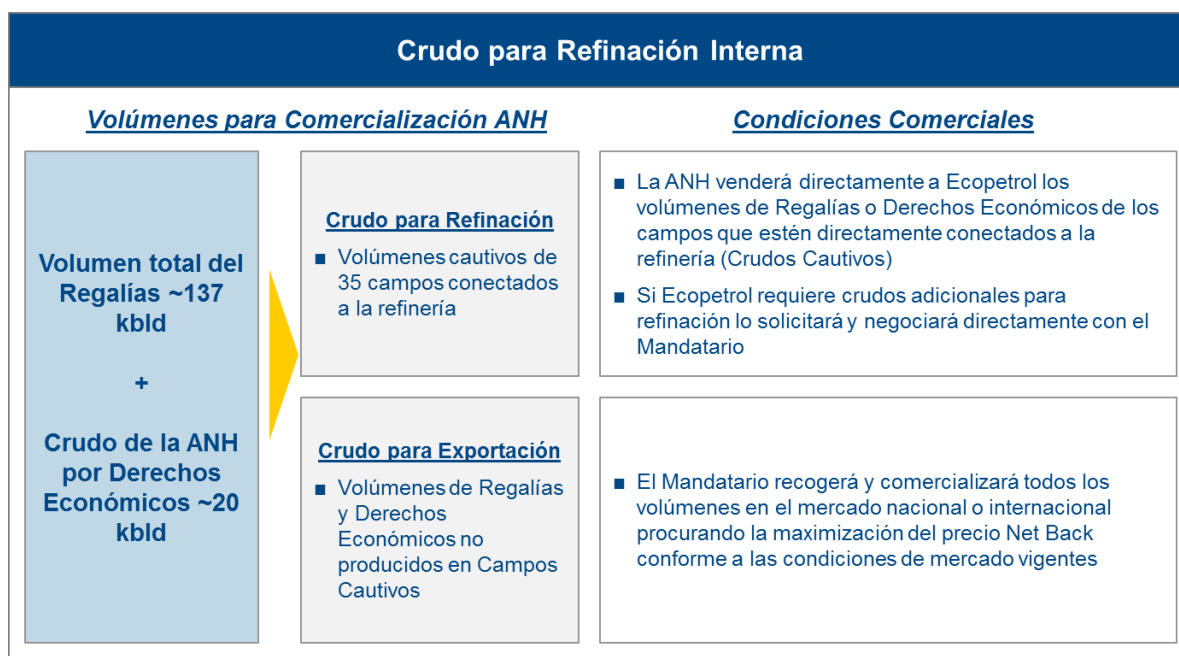 Crudo para Refinación Interna
Volúmenes para Comercialización ANH
Condiciones Comerciales
Volumen total del
Regalías ~137
kbld
+
Crudo de la ANH
por Derechos
Económicos ~20
kbld
Crudo para Refinación
■ Volúmenes cautivos de
35 campos conectados
a la refinería
■ La ANH venderá directamente a Ecopetrol los
volúmenes de Regalías o Derechos Económicos de los
campos que estén directamente conectados a la
refinería (Crudos Cautivos)
■ Si Ecopetrol requiere crudos adicionales para
refinación lo solicitará y negociará directamente con el
Mandatario
Crudo para Exportación
■ Volúmenes de Regalías
y Derechos
Económicos no
producidos en Campos
Cautivos
■ El Mandatario recogerá y comercializará todos los
volúmenes en el mercado nacional o internacional
procurando la maximización del precio Net Back
conforme a las condiciones de mercado vigentes